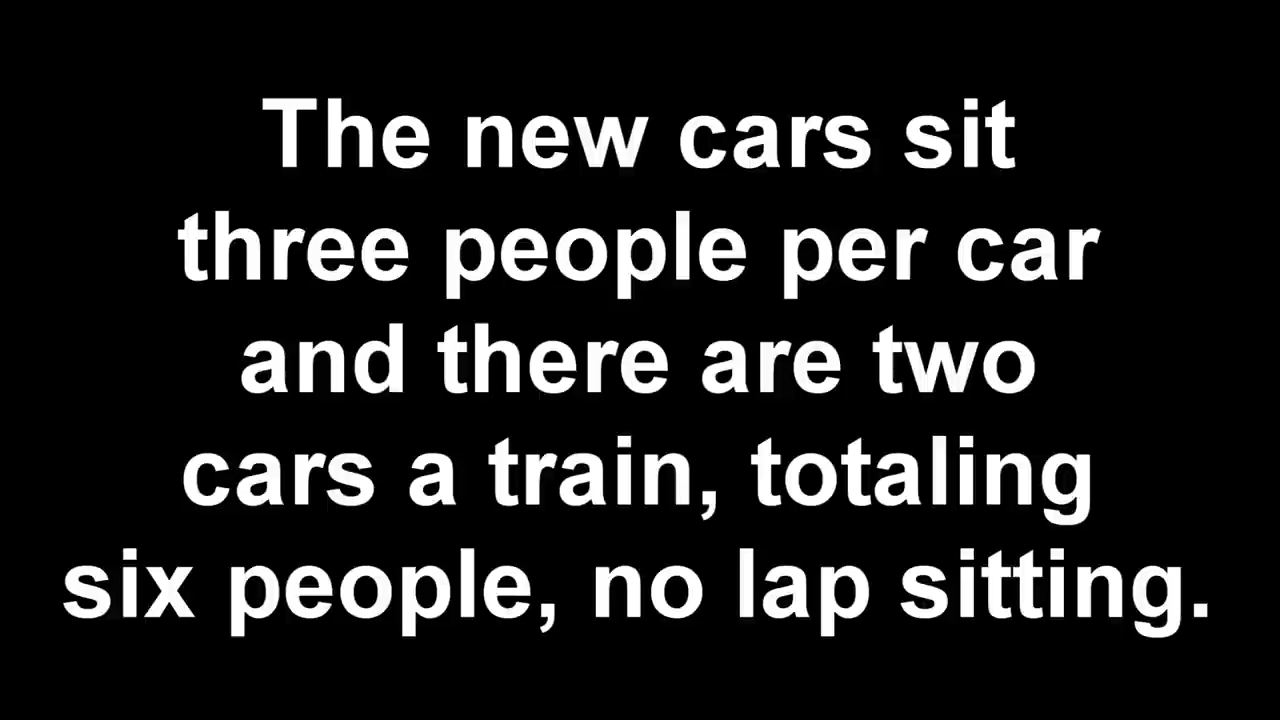 The new cars sit
three people per car
and there are two
cars a train, totaling
six people, no lap sitting.